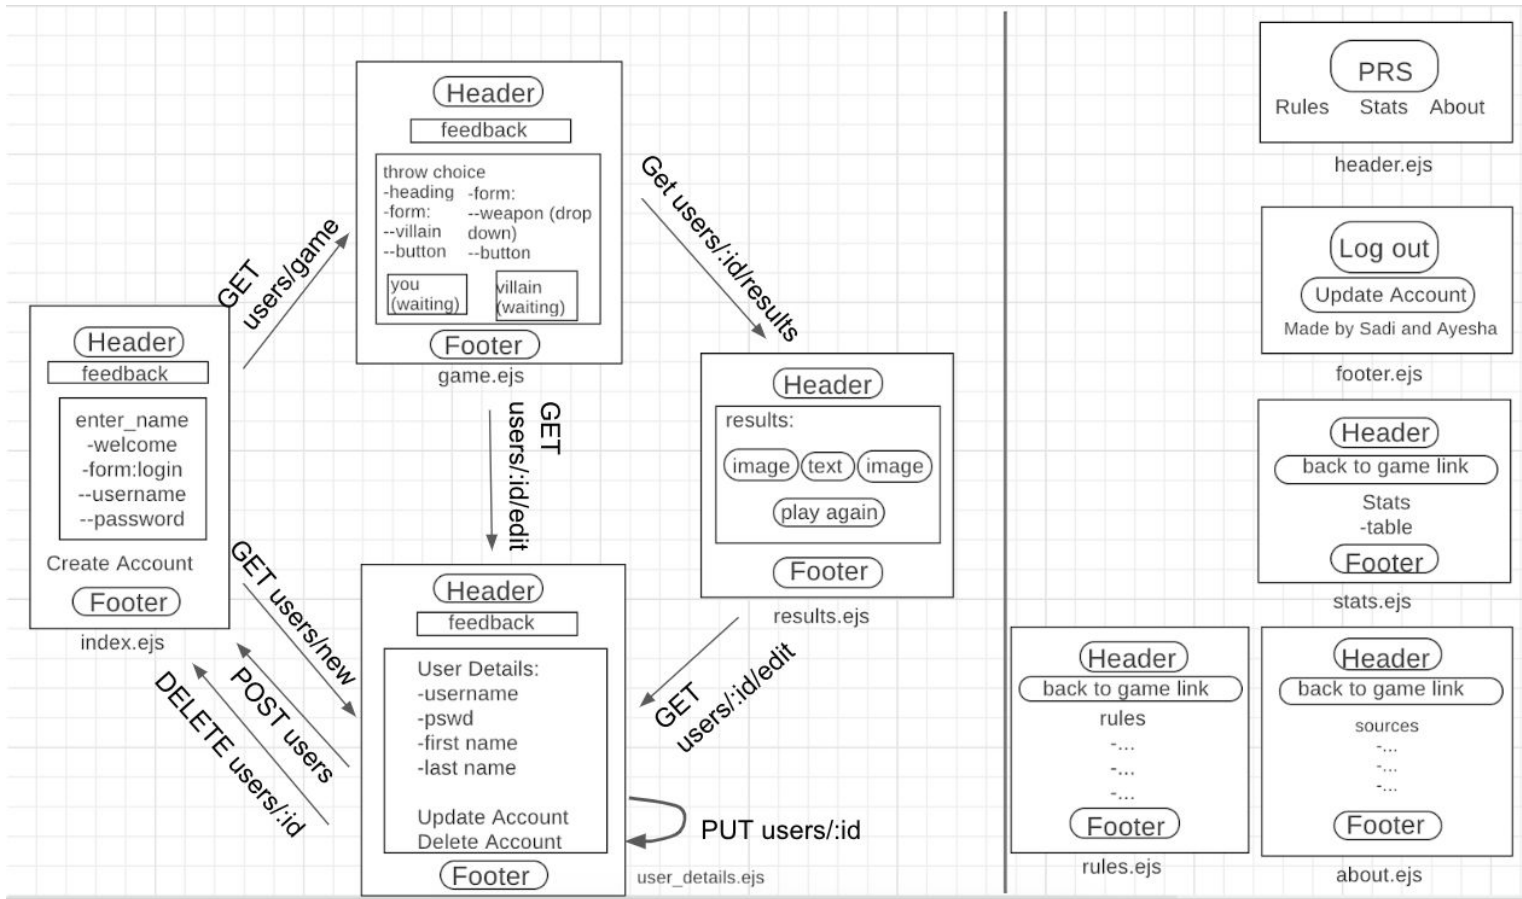 Header
feedback
enter_name
-welcome
-form:login
--username
--password
Create Account
Footer
index.ejs
GET
users/game
Header
feedback
throw choice
-heading
-form:
--villain
--button
-form:
--weapon (drop
down)
--button
you
(waiting)
villain
(waiting)
Footer
game.ejs
Get users/:id/results
GET
users/:id/edit
Header
results:
image
text
image
play again
Footer
results.ejs
GET
users/:id/edit
GET users/new
POST users
DELETE users/:id
Header
feedback
User Details:
-username
-pswd
-first name
-last name
Update Account
Delete Account
Footer
user_details.ejs
PUT users/:id
PRS
Rules Stats About
header.ejs
Log out
Update Account
Made by Sadi and Ayesha
footer.ejs
Header
back to game link
Stats
-table
Footer
stats.ejs
Header
back to game link
rules
-...
-...
-...
Footer
rules.ejs
Header
back to game link
sources
-...
-...
-...
Footer
about.ejs